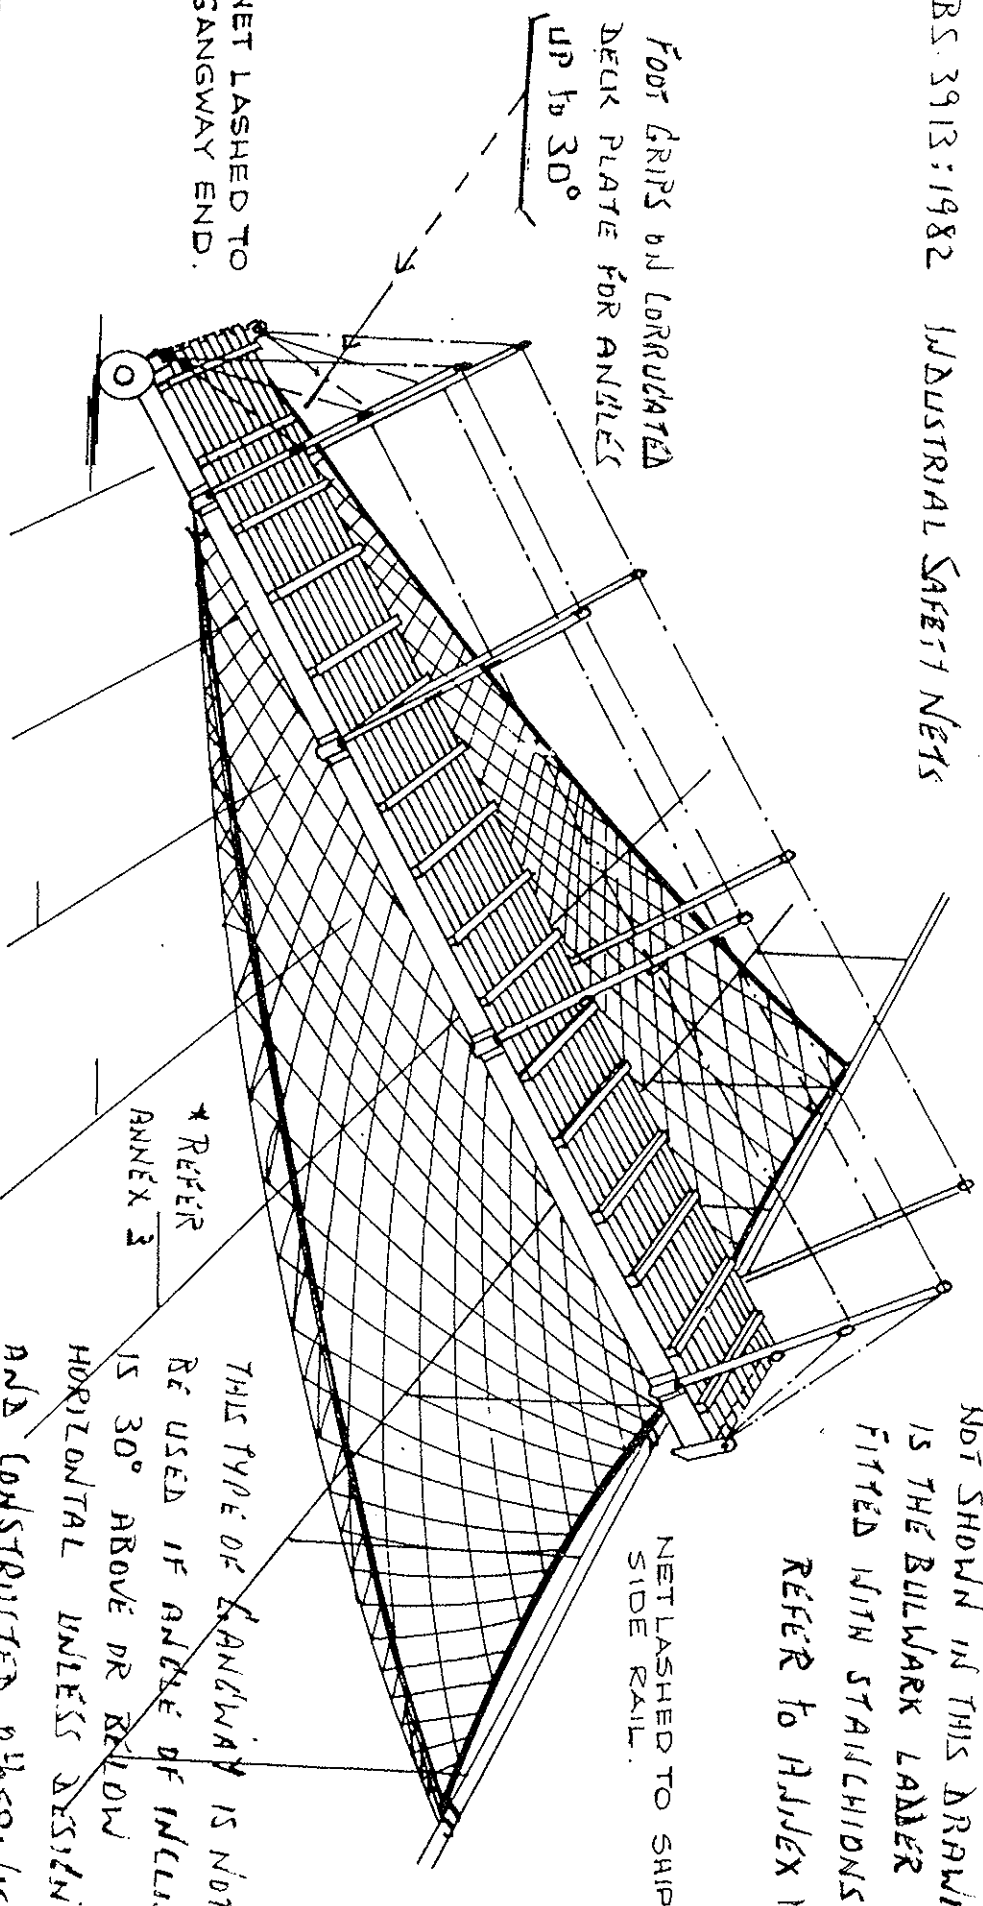 BS. 3913:1982 INDUSTRIAL SAFETY NETS
FOOT GRIPS ON CORRUGATED
DECK PLATE FOR ANGLES
UP to 30°
NET LASHED TO
GANGWAY END.
NOT SHOWN IN THIS DRAWI
IS THE BULWARK LADDER
FITTED WITH STANCHIONS
REFER to ANNEX 1
NET LASHED TO SHIP
SIDE RAIL.
* REFER
ANNEX 3
THIS TYPE OF GANGWAY IS NOT
BE USED IF ANGLE OF INCLI
IS 30° ABOVE OR BELOW
HORIZONTAL UNLESS DESIGN
AND CONSTRUCTED